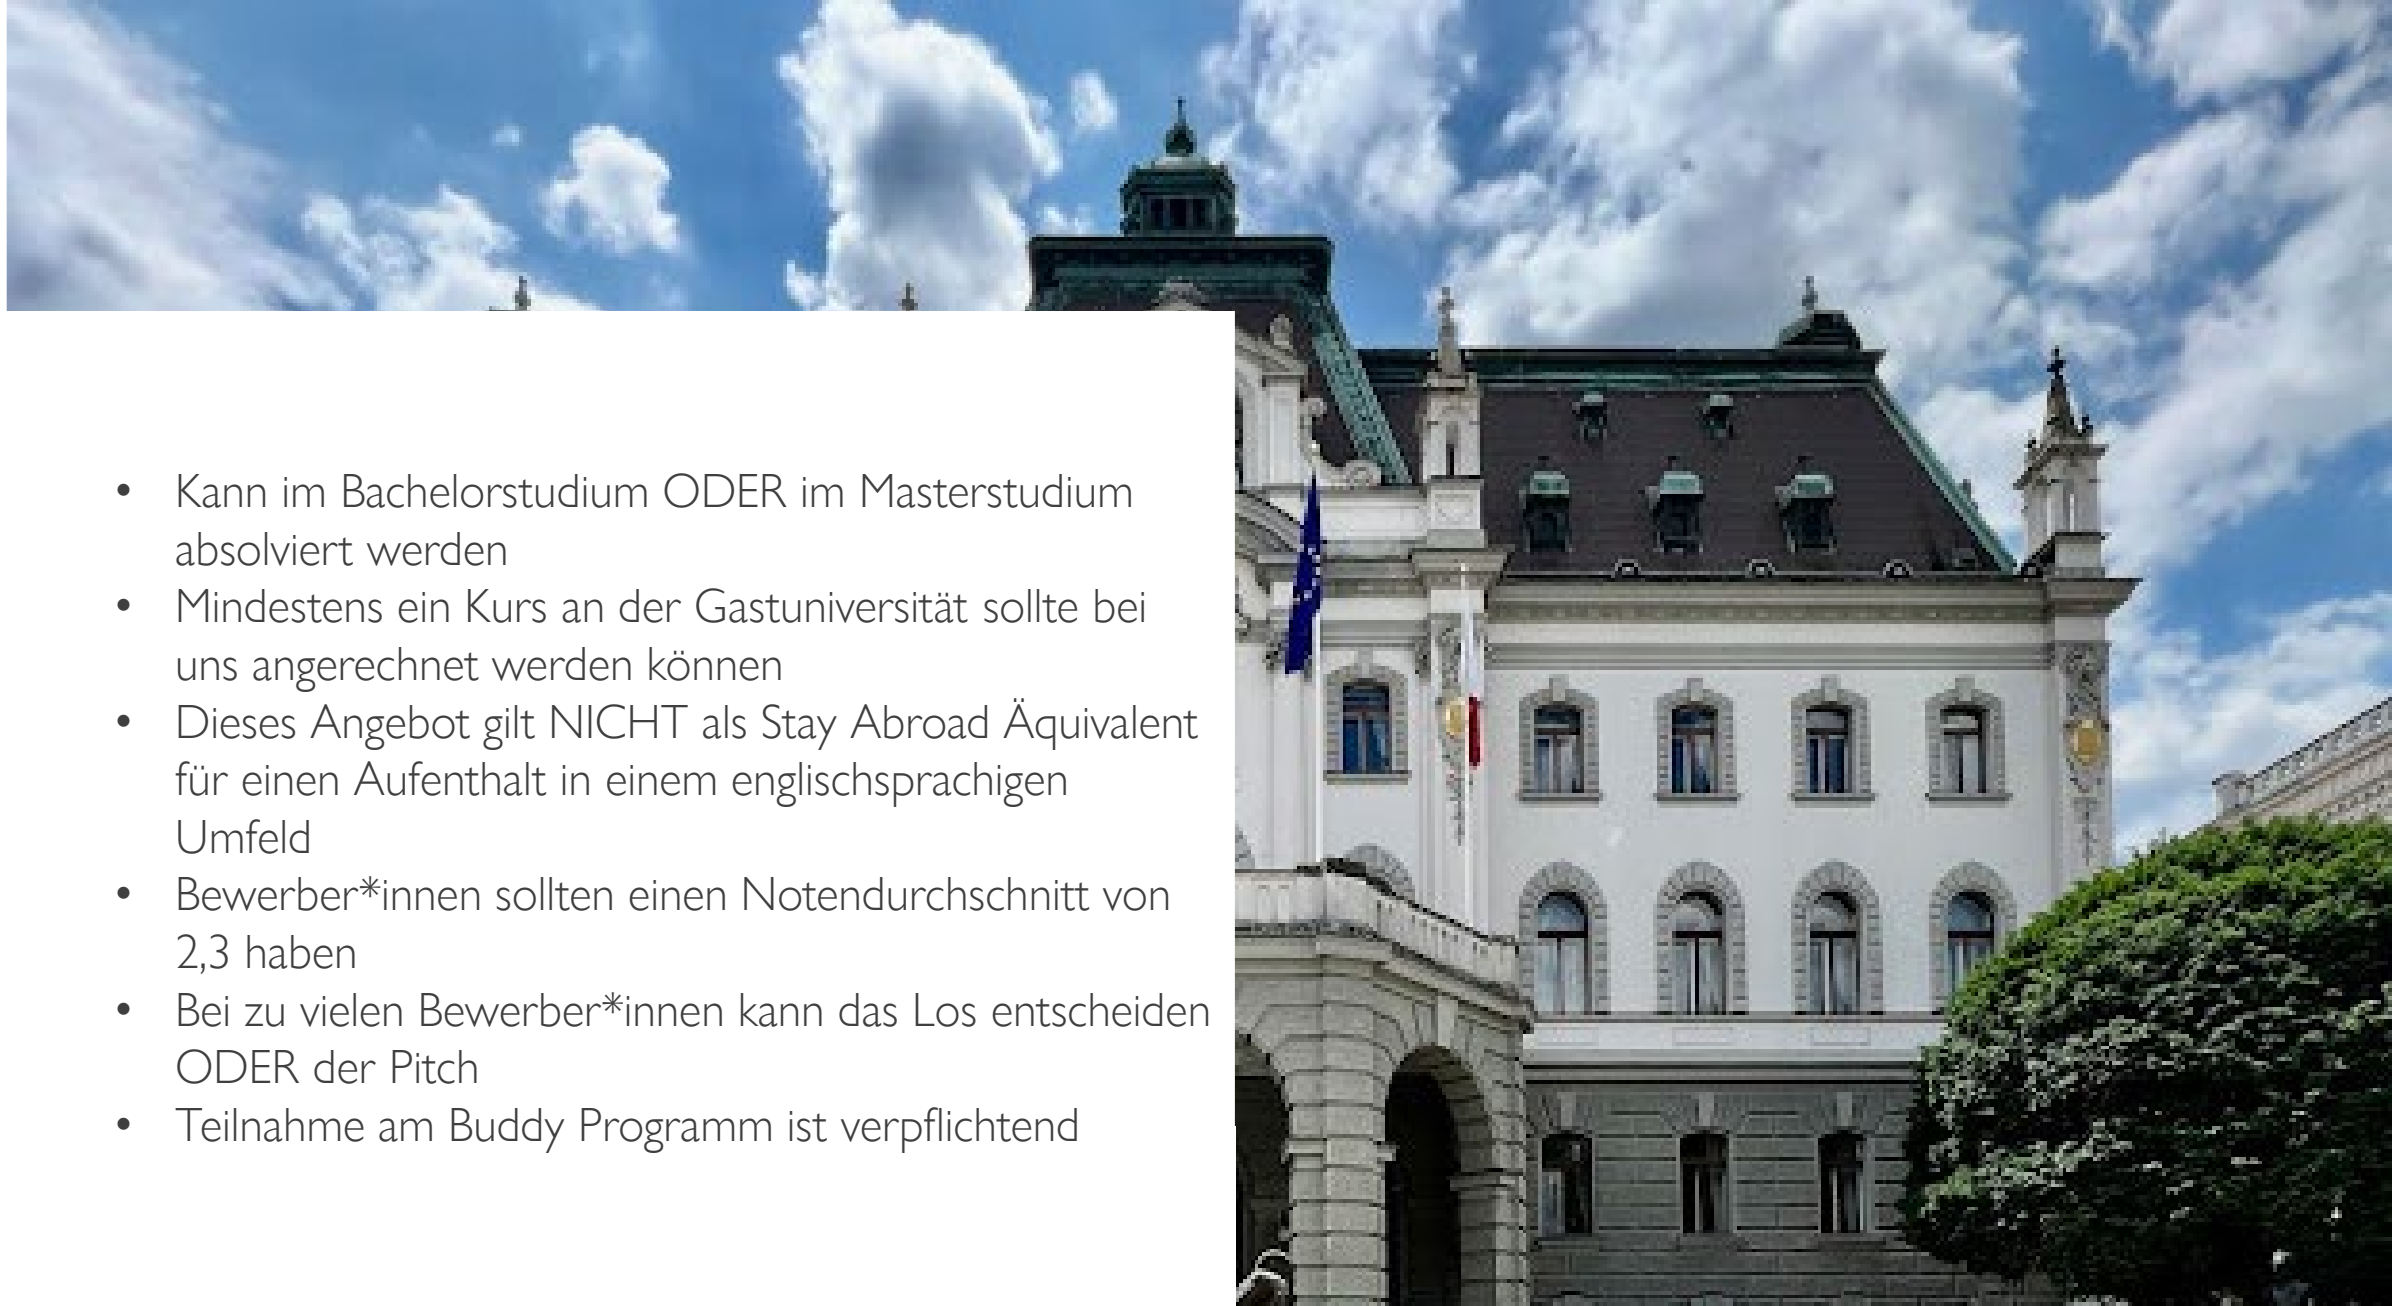 • Kann im Bachelorstudium ODER im Masterstudium
absolviert werden
• Mindestens ein Kurs an der Gastuniversität sollte bei
uns angerechnet werden können
• Dieses Angebot gilt NICHT als Stay Abroad Äquivalent
für einen Aufenthalt in einem englischsprachigen
Umfeld
• Bewerber*innen sollten einen Notendurchschnitt von
2,3 haben
• Bei zu vielen Bewerber*innen kann das Los entscheiden
ODER der Pitch
• Teilnahme am Buddy Programm ist verpflichtend